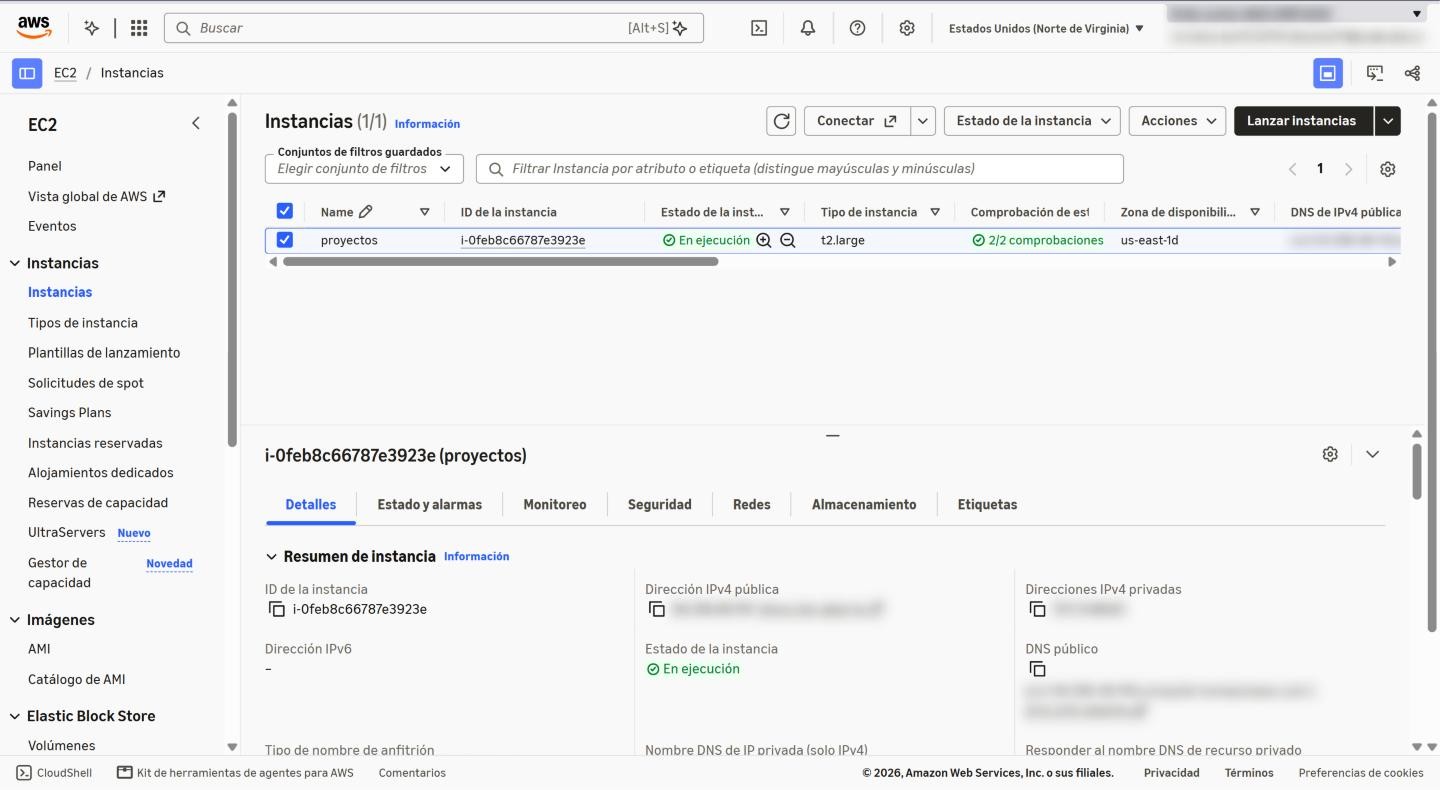 aws
Buscar [Alt+S]
Estados Unidos (Norte de Virginia)
EC2 / Instancias
EC2
Panel
Vista global de AWS
Eventos
Instancias
Instancias
Tipos de instancia
Plantillas de lanzamiento
Solicitudes de spot
Savings Plans
Instancias reservadas
Alojamientos dedicados
Reservas de capacidad
UltraServers Nuevo
Gestor de Novedad
capacidad
Imágenes
AMI
Catálogo de AMI
Elastic Block Store
Volúmenes
Instancias (1/1) Información
Conectar
Estado de la instancia
Acciones
Lanzar instancias
Conjuntos de filtros guardados
Elegir conjunto de filtros
Filtrar Instancia por atributo o etiqueta (distingue mayúsculas y minúsculas)
1
Name ID de la instancia Estado de la inst... Tipo de instancia Comprobación de est Zona de disponibili... DNS de IPv4 pública
proyectos i-0feb8c66787e3923e En ejecución t2.large 2/2 comprobaciones us-east-1d
i-0feb8c66787e3923e (proyectos)
Detalles Estado y alarmas Monitoreo Seguridad Redes Almacenamiento Etiquetas
Resumen de instancia Información
ID de la instancia
i-0feb8c66787e3923e
Dirección IPv4 pública
Direcciones IPv4 privadas
Dirección IPv6
–
Estado de la instancia
En ejecución
DNS público
Tipo de nombre de anfitrión
Nombre DNS de IP privada (solo IPv4)
Responder al nombre DNS de recurso privado
CloudShell Kit de herramientas de agentes para AWS Comentarios
© 2026, Amazon Web Services, Inc. o sus filiales. Privacidad Términos Preferencias de cookies